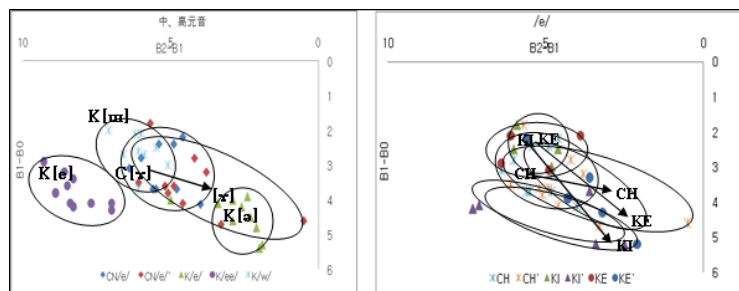 中、高元音
10 5 0
B2-B1
0
1
2
3
4
5
6
B1-B0
K[ɯ]
K[e]
C[ɤ]
[ɤ]
K[ə]
CN/e/ CN/e/' K/e/ K/ee/ K/w/
/e/
10 5 0
B2-B1
0
1
2
3
4
5
6
B1-B0
KI KE
CH
CH
KE
KI
CH CH' KI KI' KE KE'